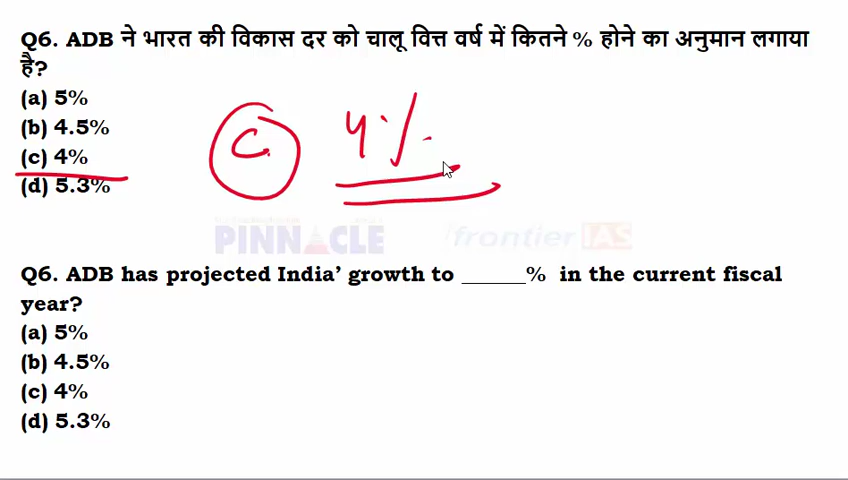 Q6. ADB ने भारत की विकास दर को चालू वित्त वर्ष में कितने % होने का अनुमान लगाया
है?
(a) 5%
(b) 4.5%
(c) 4%
(d) 5.3%
C
4%
PINNACLE
frontier IAS
Q6. ADB has projected India’ growth to ______% in the current fiscal
year?
(a) 5%
(b) 4.5%
(c) 4%
(d) 5.3%